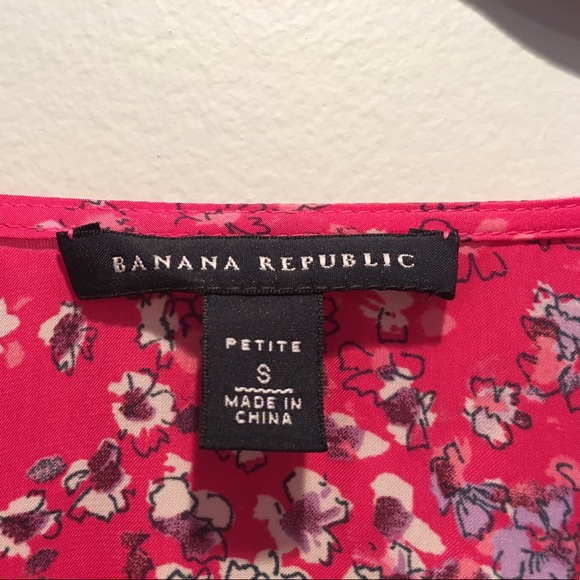 BANANA REPUBLIC
PETITE
S
MADE IN
CHINA